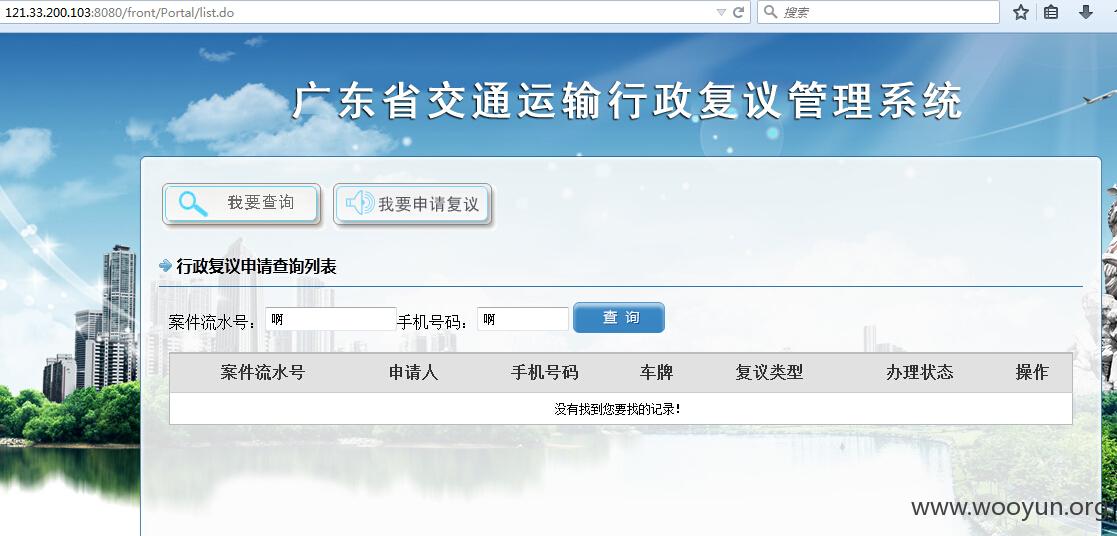 121.33.200.103:8080/front/Portal/list.do 搜索
广东省交通运输行政复议管理系统
我要查询 我要申请复议
行政复议申请查询列表
案件流水号： 啊 手机号码： 啊 查 询
案件流水号 申请人 手机号码 车牌 复议类型 办理状态 操作
没有找到您要找的记录！
www.wooyun.org